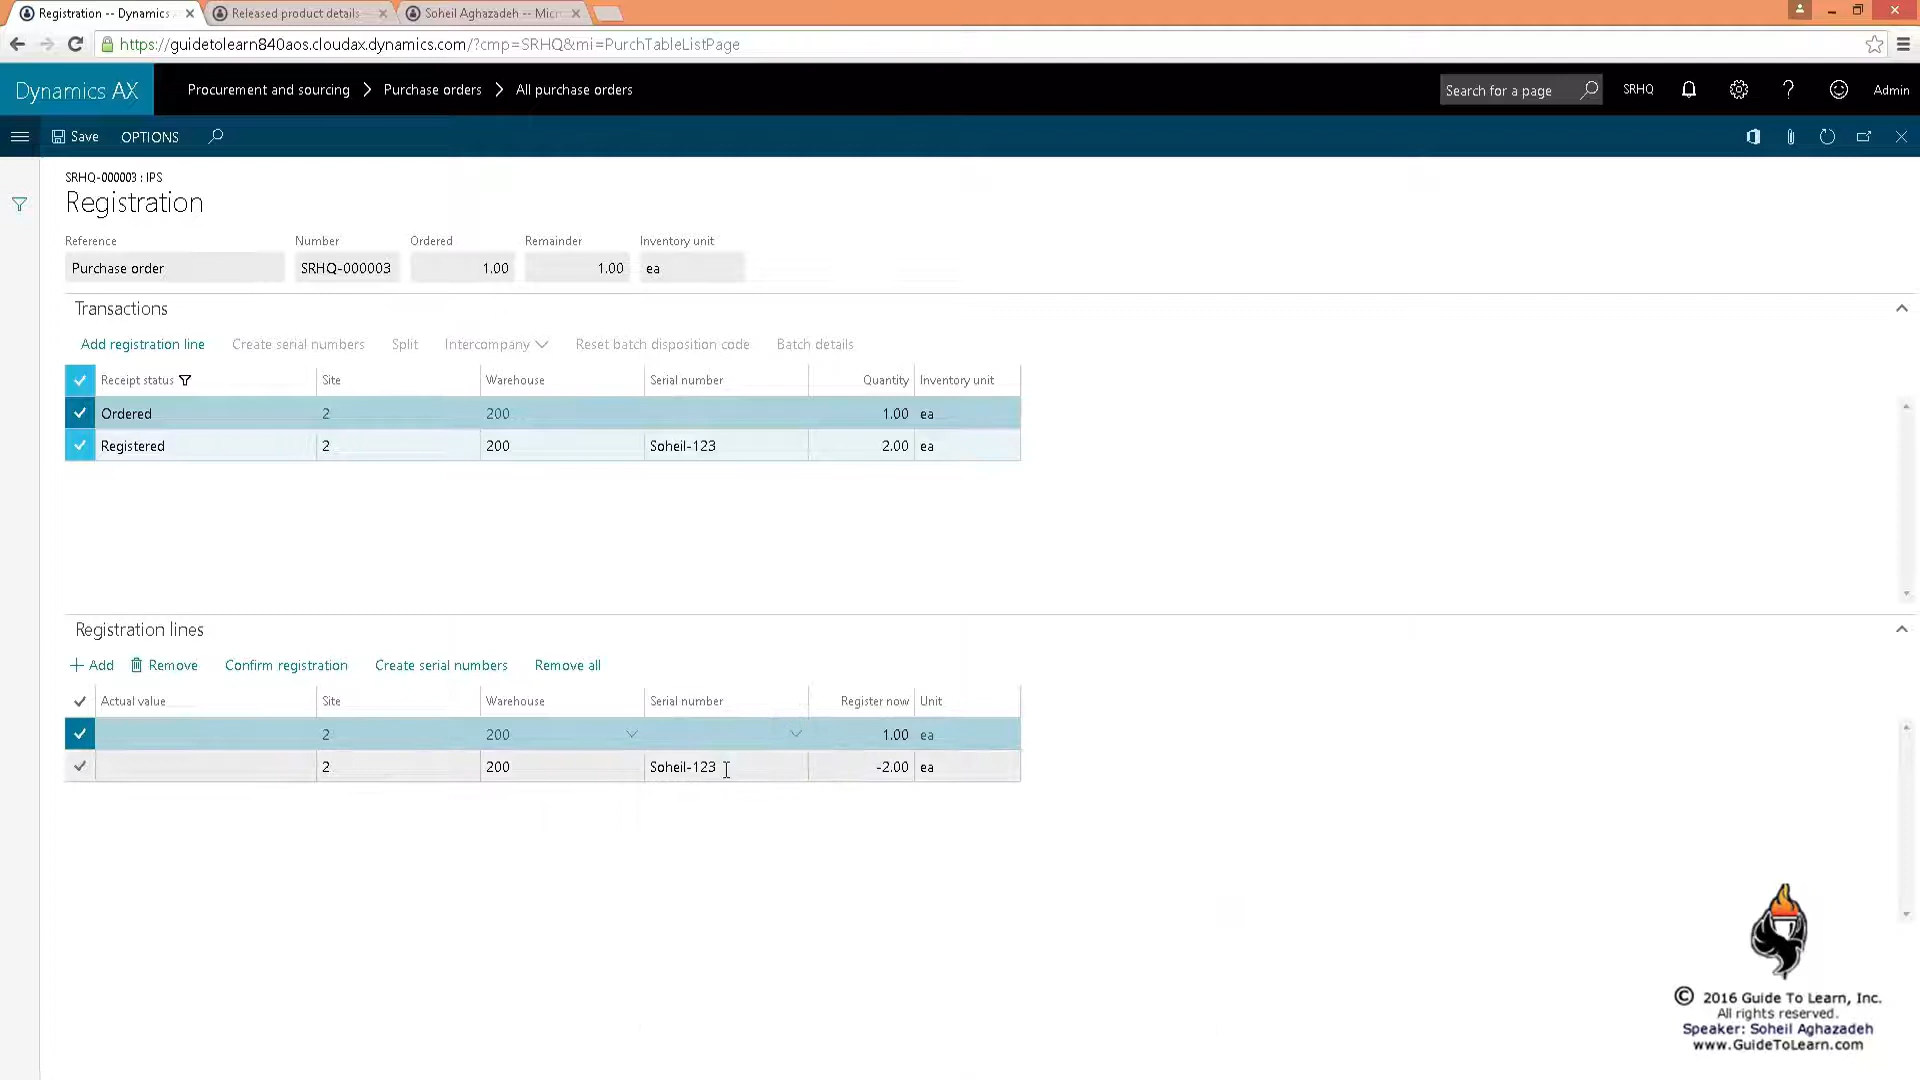 Registration -- Dynamics
Released product details
Soheil Aghazadeh -- Micr
https://guidetolearn840aos.cloudax.dynamics.com/?cmp=SRHQ&mi=PurchTableListPage
Dynamics AX
Procurement and sourcing > Purchase orders > All purchase orders
Search for a page
SRHQ
?
Admin
Save
OPTIONS
SRHQ-000003 : IPS
Registration
Reference Number Ordered Remainder Inventory unit
Purchase order SRHQ-000003 1.00 1.00 ea
Transactions
Add registration line Create serial numbers Split Intercompany Reset batch disposition code Batch details
Receipt status Site Warehouse Serial number Quantity Inventory unit
Ordered 2 200 1.00 ea
Registered 2 200 Soheil-123 2.00 ea
Registration lines
+ Add Remove Confirm registration Create serial numbers Remove all
Actual value Site Warehouse Serial number Register now Unit
2 200 1.00 ea
2 200 Soheil-123 -2.00 ea
© 2016 Guide To Learn, Inc.
All rights reserved.
Speaker: Soheil Aghazadeh
www.GuideToLearn.com